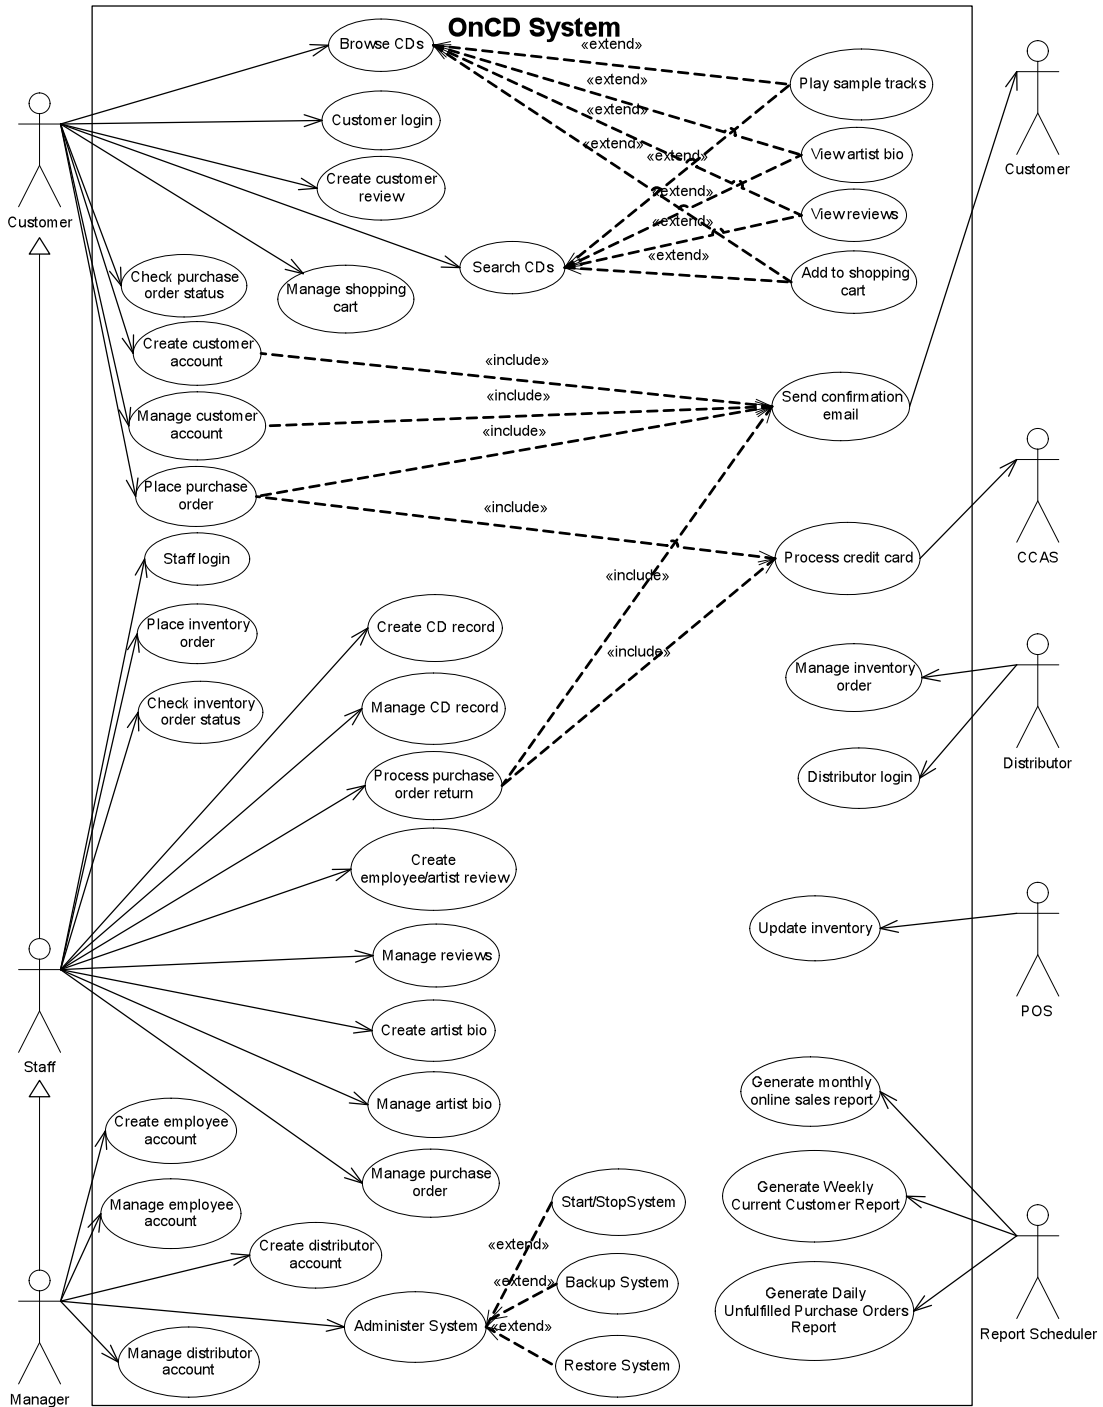 OnCD System
Browse CDs
«extend»
Play sample tracks
«extend»
«extend»
Customer login
«extend»
«extend»
View artist bio
Customer
Create customer
review
«extend»
View reviews
Customer
«extend»
«extend»
Search CDs
Add to shopping
cart
Check purchase
order status
Manage shopping
cart
Create customer
account
«include»
«include»
Send confirmation
email
Manage customer
account
«include»
Place purchase
order
«include»
Staff login
Process credit card
CCAS
«include»
Place inventory
order
Create CD record
«include»
Manage inventory
order
Check inventory
order status
Manage CD record
Process purchase
order return
Distributor login
Distributor
Create
employee/artist review
Update inventory
Manage reviews
POS
Create artist bio
Staff
Manage artist bio
Generate monthly
online sales report
Create employee
account
Manage purchase
order
Manage employee
account
Start/StopSystem
Generate Weekly
Current Customer Report
Create distributor
account
«extend»
«extend»
Backup System
Administer System
«extend»
Generate Daily
Unfulfilled Purchase Orders
Report
Report Scheduler
Manage distributor
account
Restore System
Manager